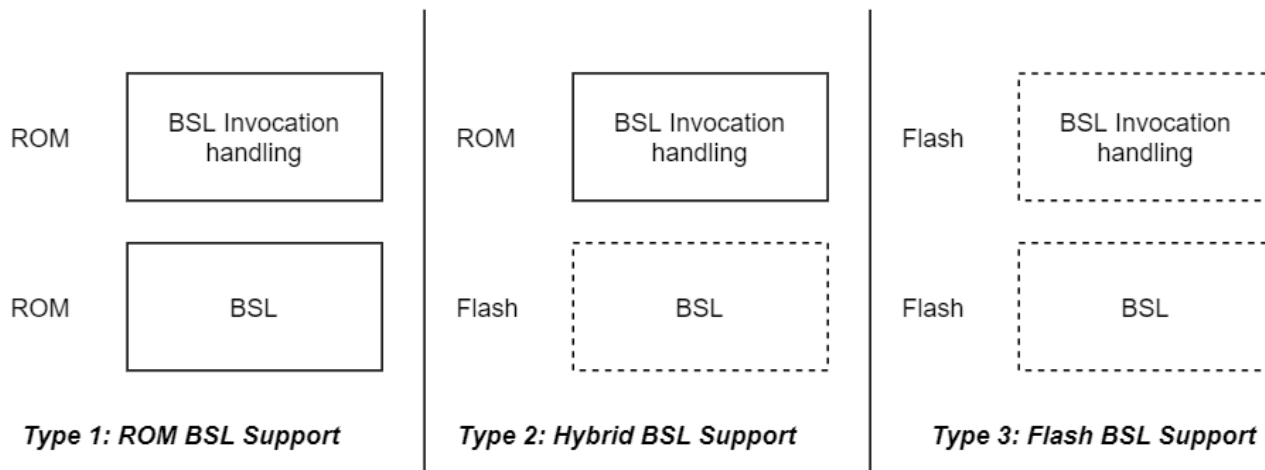 ROM
BSL Invocation
handling
ROM
BSL
Type 1: ROM BSL Support
ROM
BSL Invocation
handling
Flash
BSL
Type 2: Hybrid BSL Support
Flash
BSL Invocation
handling
Flash
BSL
Type 3: Flash BSL Support